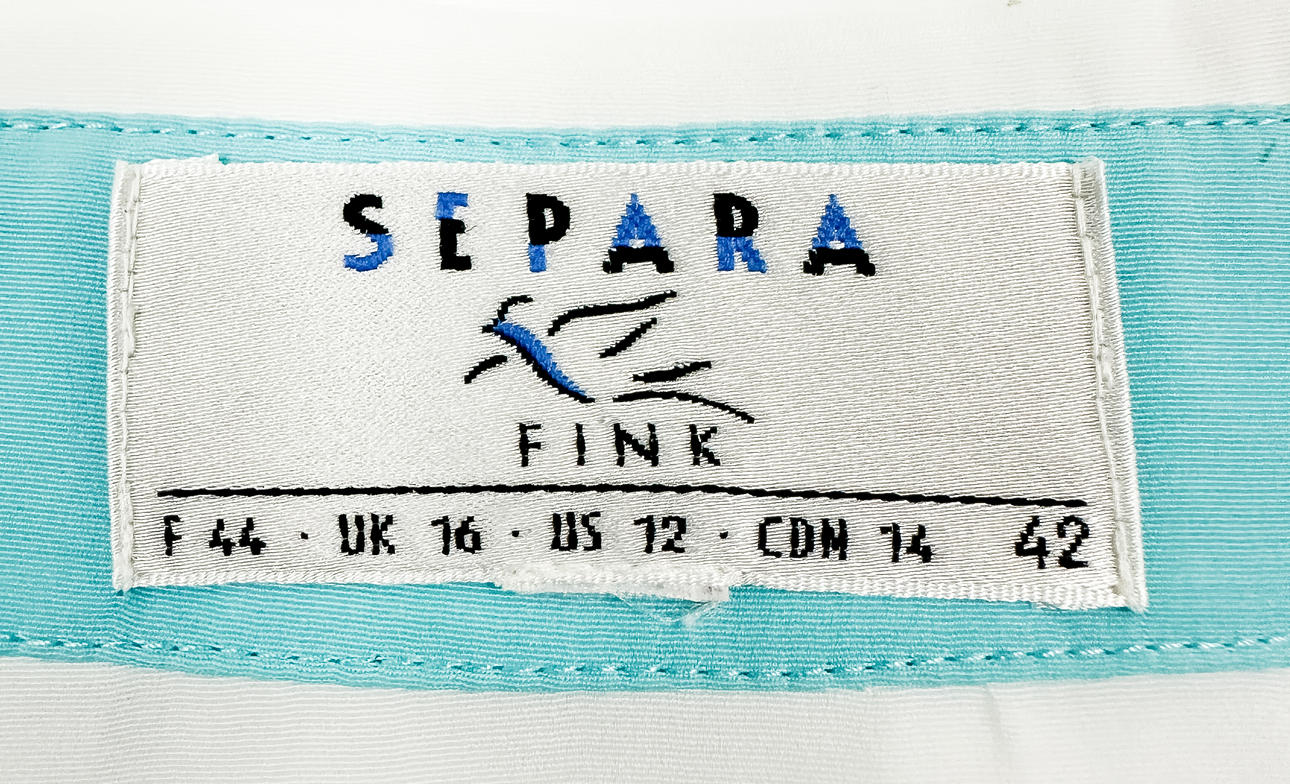 SEPARA
FINK
F 44 · UK 16 · US 12 · CDN 14 42